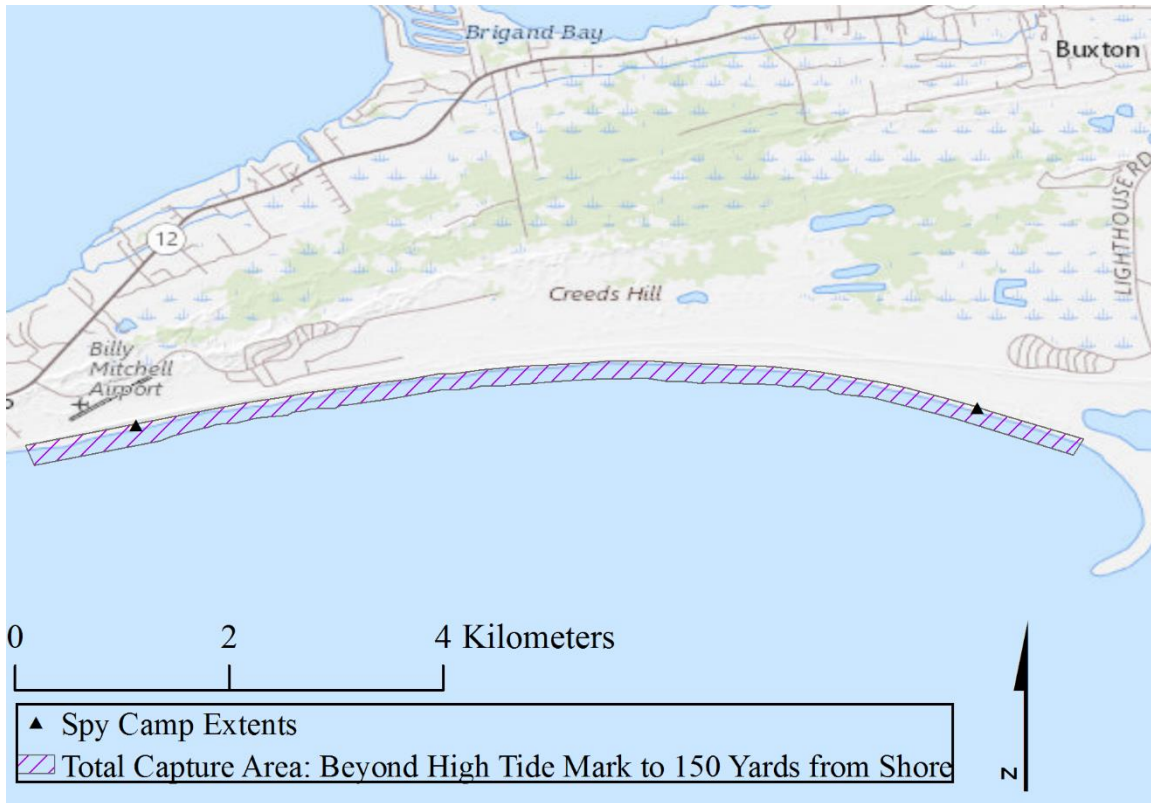 Brigand Bay
Buxton
LIGHTHOUSE RD
12
Creeds Hill
Billy
Mitchell
Airport
0 2 4 Kilometers
Spy Camp Extents
Total Capture Area: Beyond High Tide Mark to 150 Yards from Shore
N